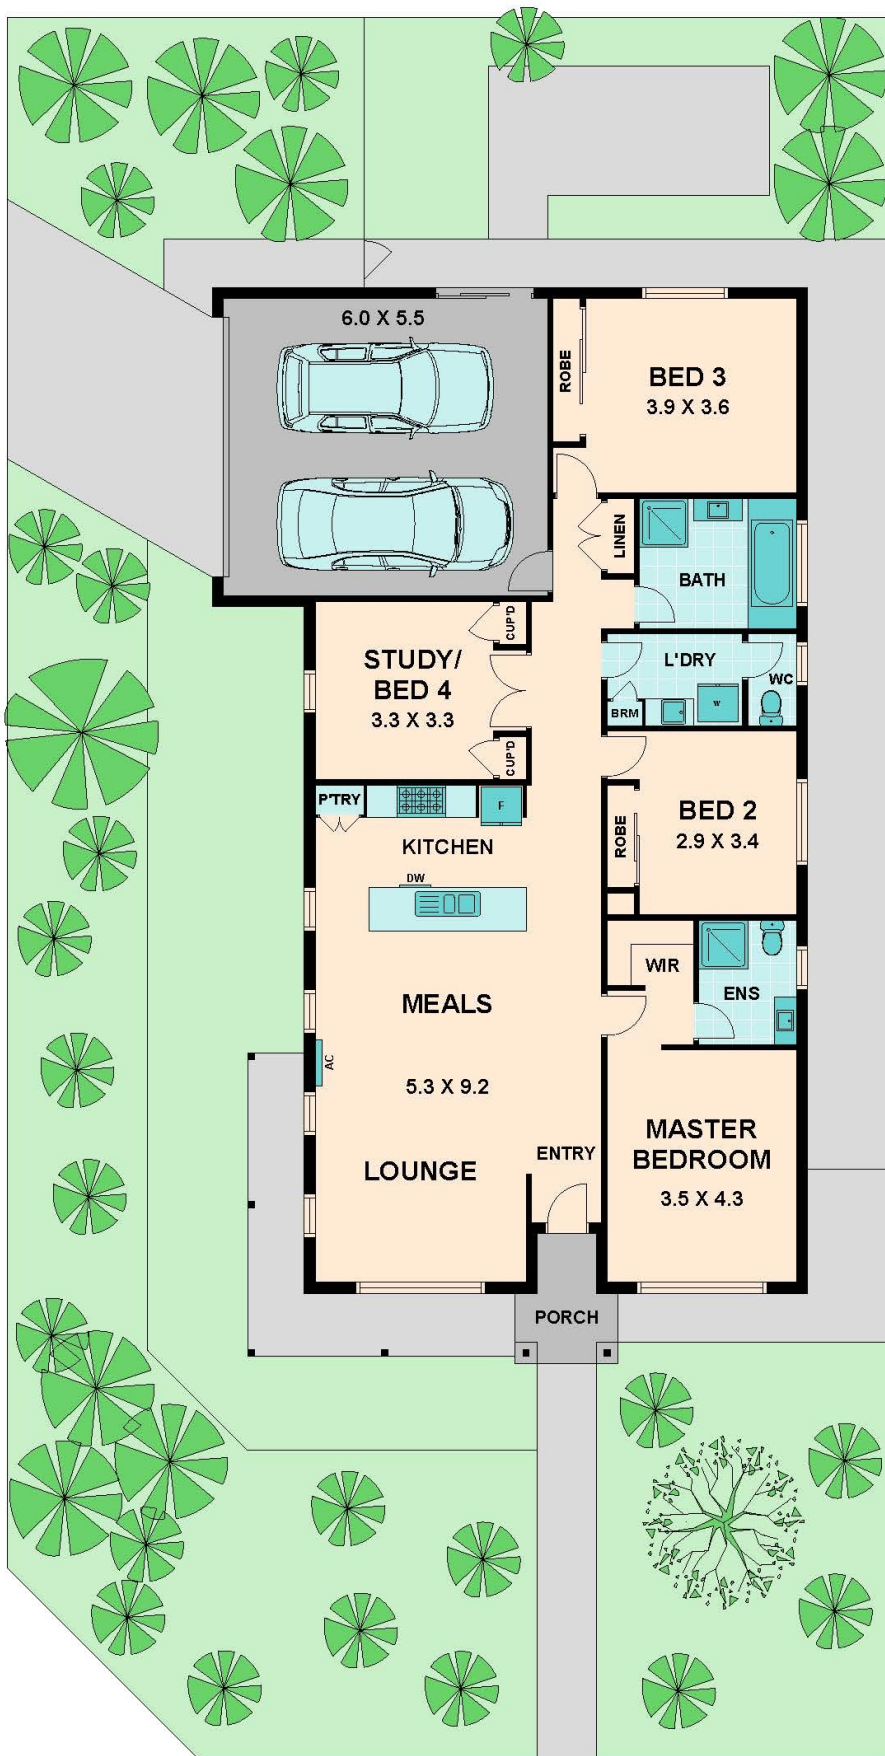 6.0 X 5.5
ROBE
BED 3
3.9 X 3.6
LINEN
BATH
CUP'D
STUDY/
BED 4
3.3 X 3.3
CUP'D
L'DRY
WC
BRM
W
P'TRY
F
KITCHEN
DW
ROBE
BED 2
2.9 X 3.4
WIR
ENS
MEALS
AC
5.3 X 9.2
ENTRY
LOUNGE
MASTER
BEDROOM
3.5 X 4.3
PORCH